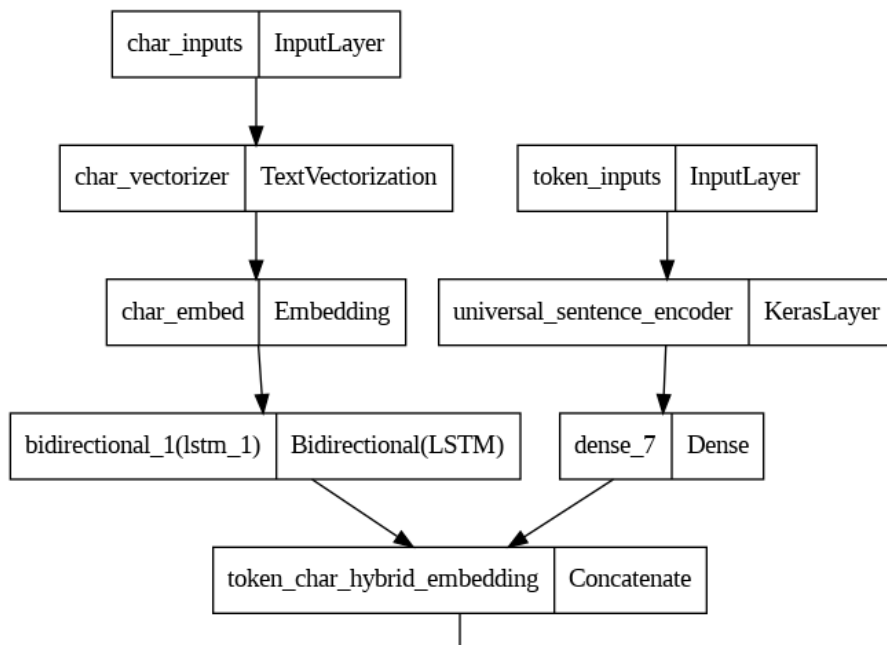 char_inputs InputLayer
char_vectorizer TextVectorization
token_inputs InputLayer
char_embed Embedding
universal_sentence_encoder KerasLayer
bidirectional_1(lstm_1) Bidirectional(LSTM)
dense_7 Dense
token_char_hybrid_embedding Concatenate